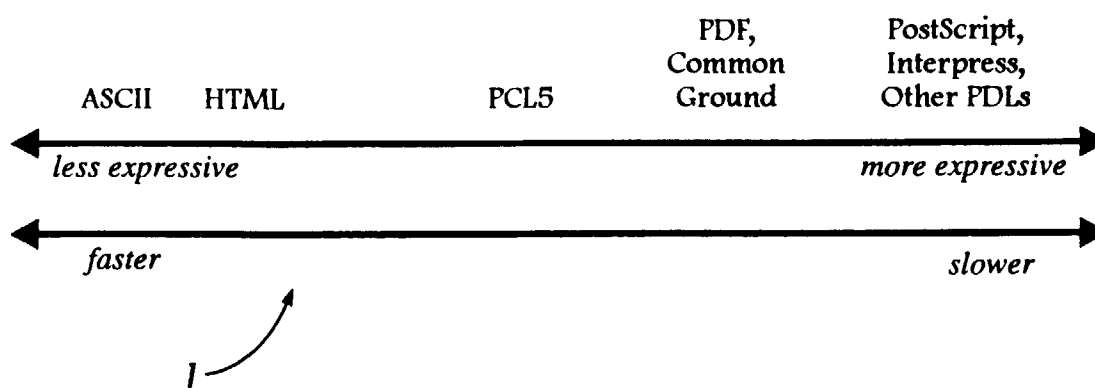 PDF,
Common
Ground
PostScript,
Interpress,
Other PDLs
ASCII HTML PCL5
less expressive more expressive
faster slower
1